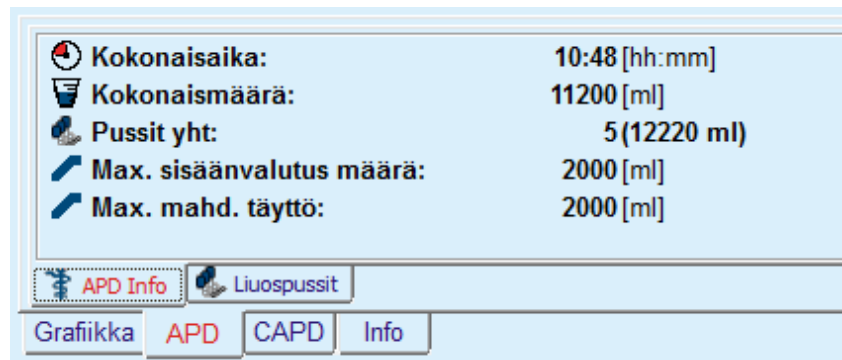 Kokonaisaika: 10:48 [hh:mm]
Kokonaismäärä: 11200 [ml]
Pussit yht: 5 (12220 ml)
Max. sisäänvalutus määrä: 2000 [ml]
Max. mahd. täyttö: 2000 [ml]
APD Info Liuospussit
Grafiikka APD CAPD Info